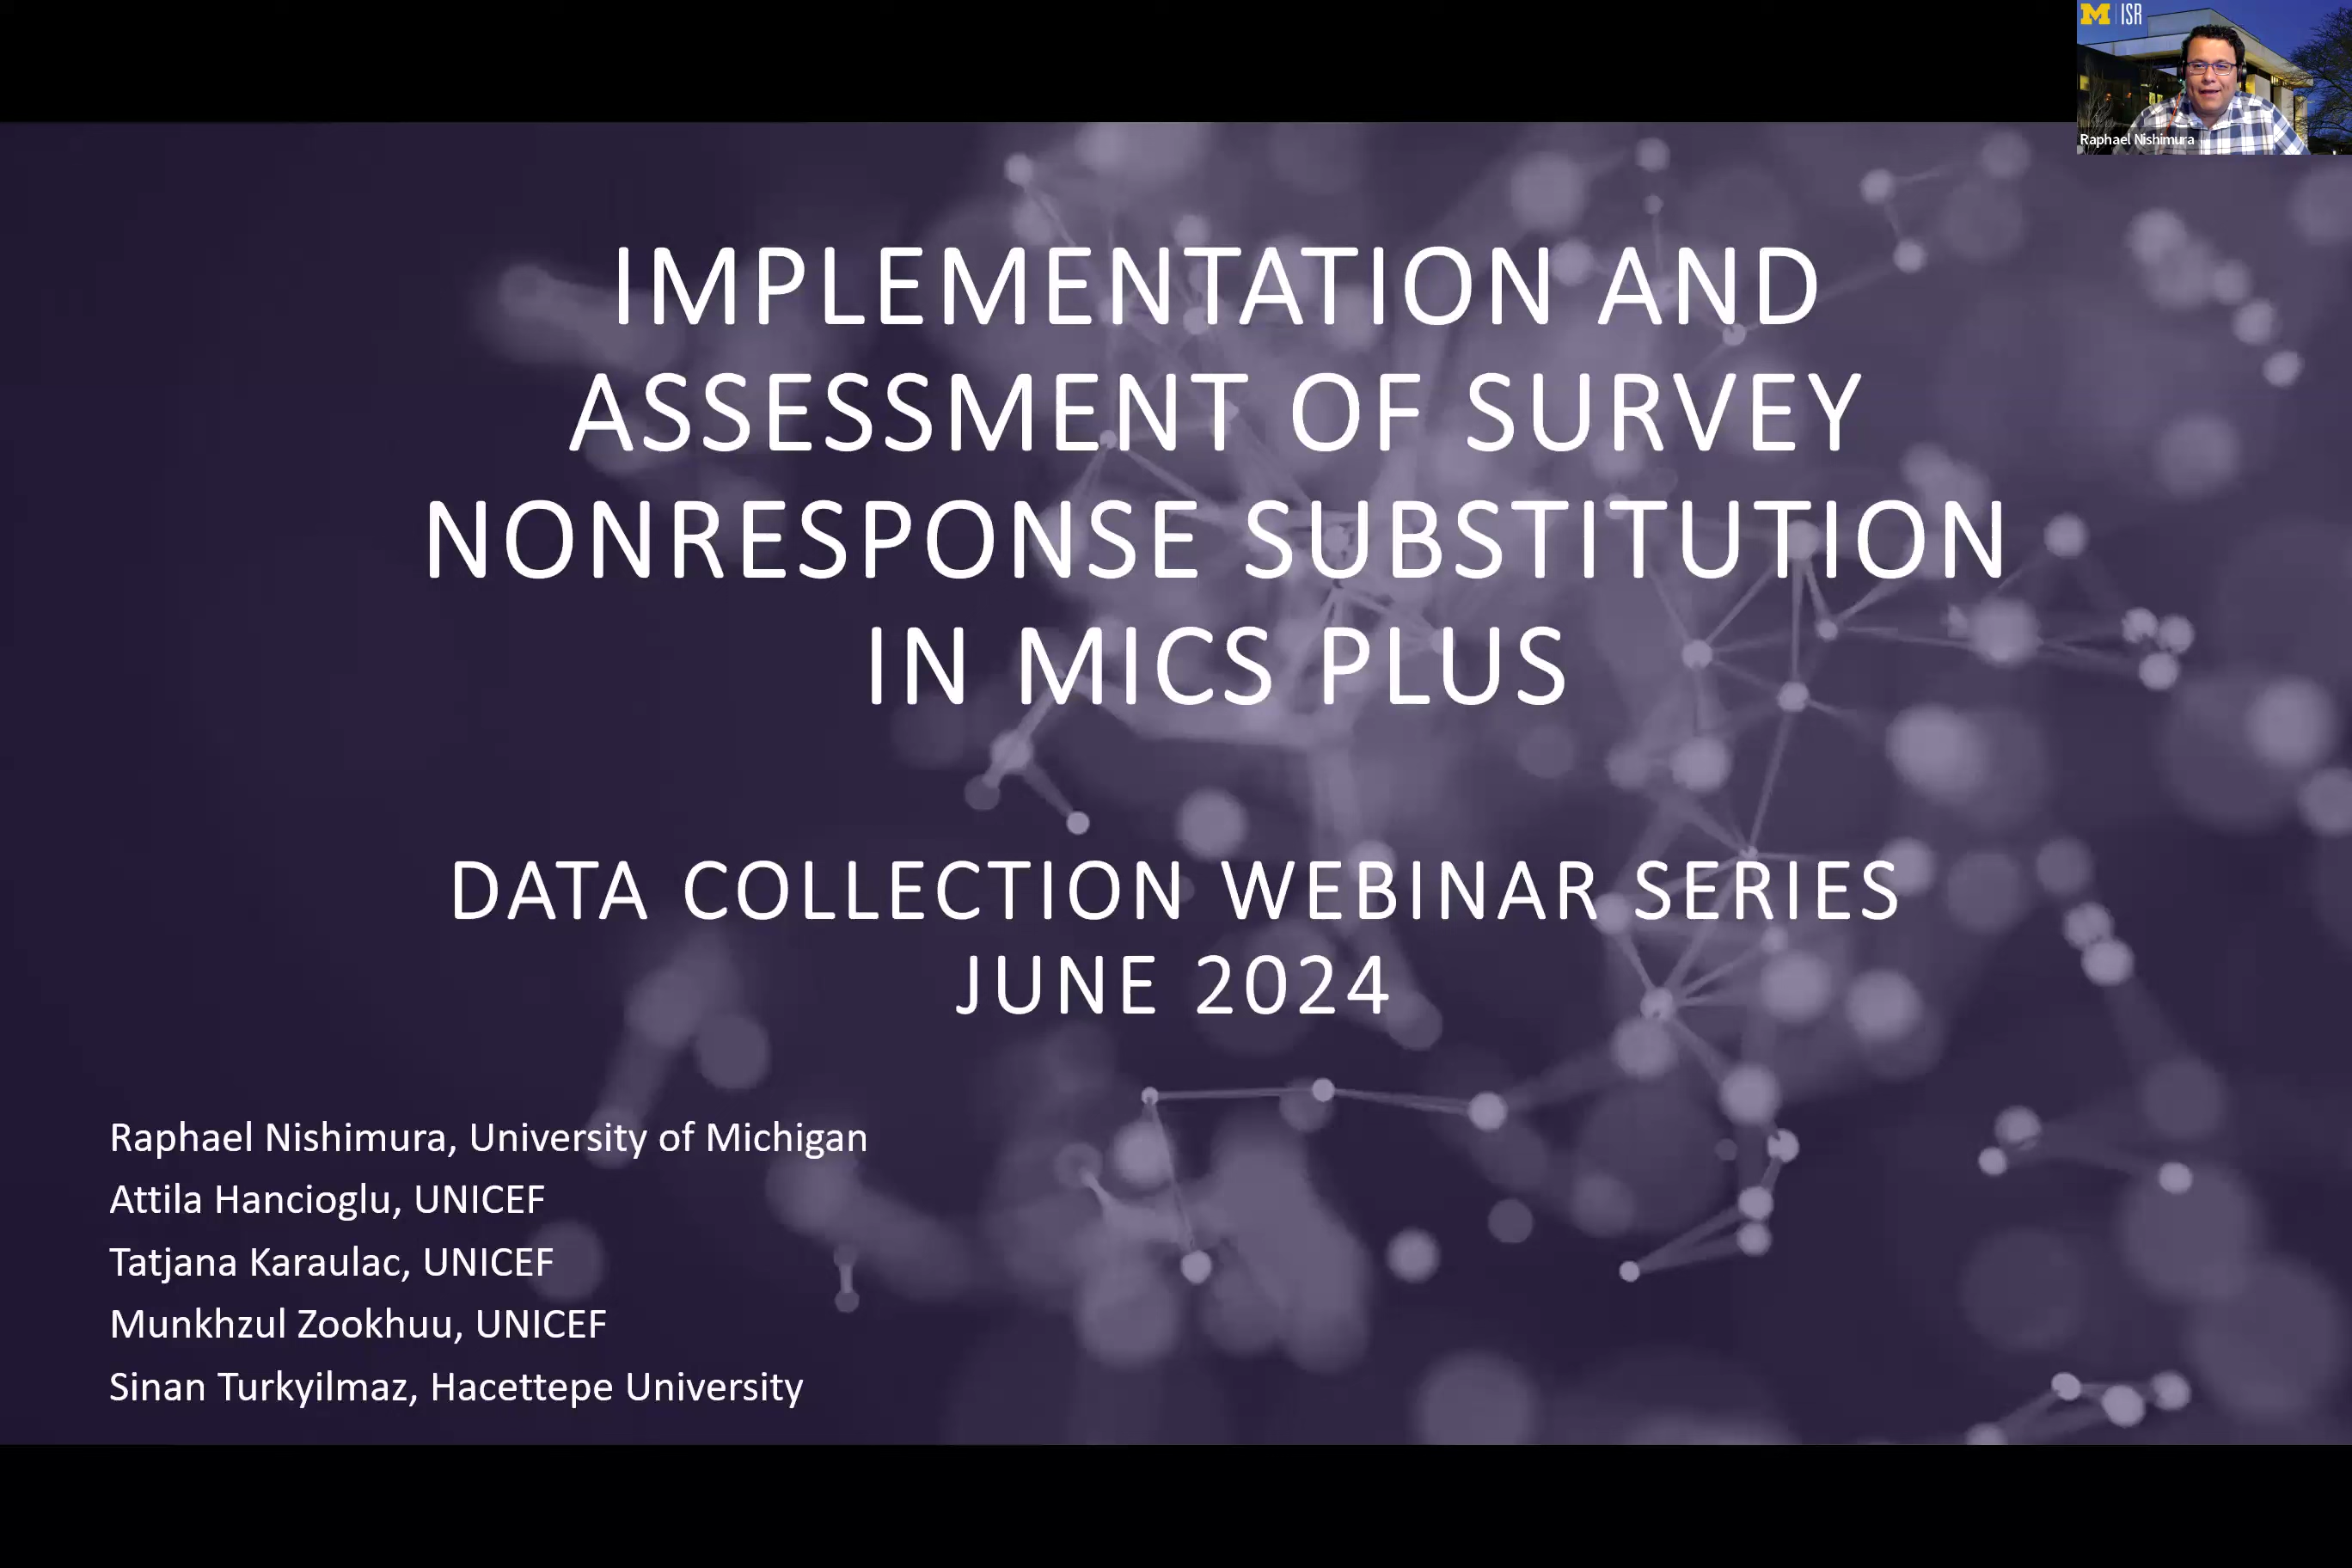 M | ISR
Raphael Nishimura
IMPLEMENTATION AND
ASSESSMENT OF SURVEY
NONRESPONSE SUBSTITUTION
IN MICS PLUS
DATA COLLECTION WEBINAR SERIES
JUNE 2024
Raphael Nishimura, University of Michigan
Attila Hancioglu, UNICEF
Tatjana Karaulac, UNICEF
Munkhzul Zookhuu, UNICEF
Sinan Turkyilmaz, Hacettepe University